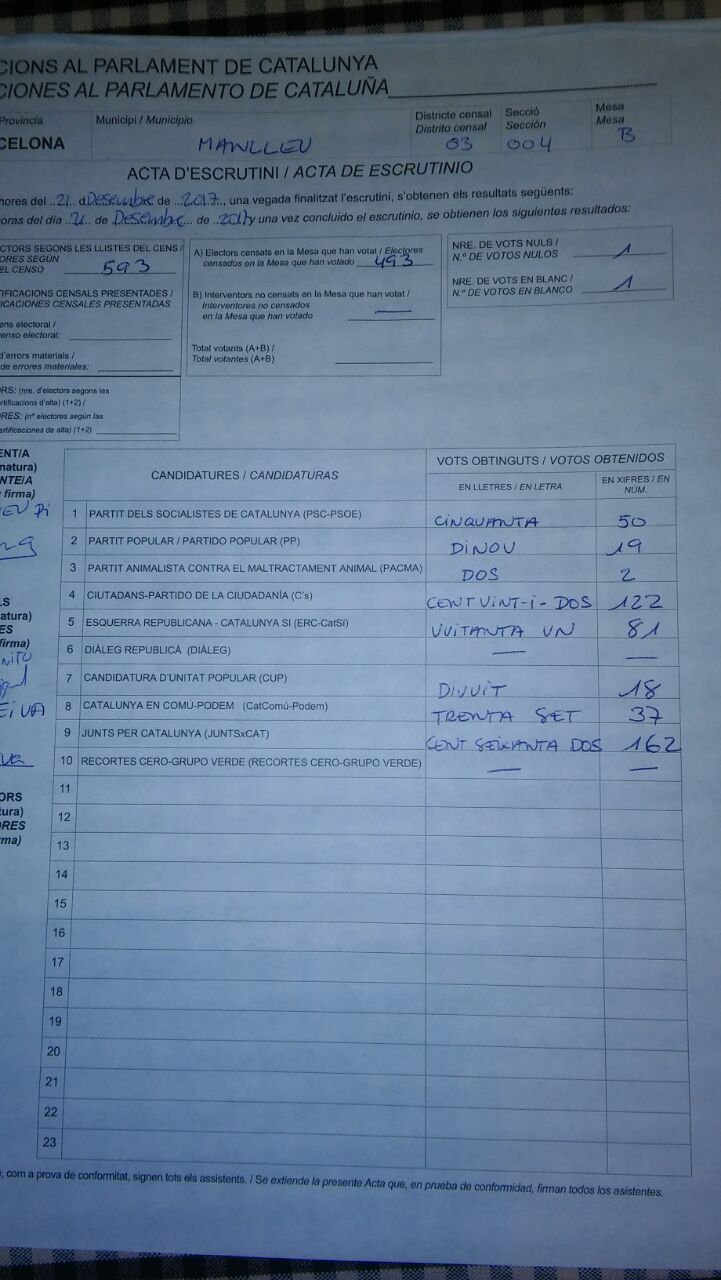 CIONS AL PARLAMENT DE CATALUNYA
CIONES AL PARLAMENTO DE CATALUÑA
Provincia
CELONA
Municipi / Municipio
MANLLEU
Districte censal
Distrito censal
03
Secció
Sección
004
Mesa
Mesa
B
ACTA D'ESCRUTINI / ACTA DE ESCRUTINIO
hores del ..21.. d.Desembre de ..2017.., una vegada finalitzat l'escrutini, s'obtenen els resultats següents:
oras del día ..21.. de Desembre... de ..2017 y una vez concluido el escrutinio, se obtienen los siguientes resultados:
CTORS SEGONS LES LLISTES DEL CENS /
ORES SEGÚN
EL CENSO
593
IFICACIONS CENSALS PRESENTADES /
ICACIONES CENSALES PRESENTADAS
ens electoral /
enso electoral:
d'errors materials /
de errores materiales:
ORS: (nre. d'electors segons les
ertificacions d'alta) (1+2) /
ORES: (nº electores según las
ertificaciones de alta) (1+2)
A) Electors censats en la Mesa que han votat / Electores
censados en la Mesa que han votado 493
B) Interventors no censats en la Mesa que han votat /
Interventores no censados
en la Mesa que han votado —
Total votants (A+B) /
Total votantes (A+B)
NRE. DE VOTS NULS /
N.º DE VOTOS NULOS 1
NRE. DE VOTS EN BLANC /
N.º DE VOTOS EN BLANCO 1
ENT/A
natura)
NTE/A
firma)
LS
natura)
ES
firma)
EIVA
ORS
tura)
ORES
rma)
CANDIDATURES / CANDIDATURAS
VOTS OBTINGUTS / VOTOS OBTENIDOS
EN LLETRES / EN LETRA
EN XIFRES / EN NÚM.
1 PARTIT DELS SOCIALISTES DE CATALUNYA (PSC-PSOE) CINQUANTA 50
2 PARTIT POPULAR / PARTIDO POPULAR (PP) DINOU 19
3 PARTIT ANIMALISTA CONTRA EL MALTRACTAMENT ANIMAL (PACMA) DOS 2
4 CIUTADANS-PARTIDO DE LA CIUDADANÍA (C's) CENT VINT-I-DOS 122
5 ESQUERRA REPUBLICANA - CATALUNYA SI (ERC-CatSí) VUITANTA UN 81
6 DIÀLEG REPUBLICÀ (DIÀLEG) — —
7 CANDIDATURA D'UNITAT POPULAR (CUP) DIVUIT 18
8 CATALUNYA EN COMÚ-PODEM (CatComú-Podem) TRENTA SET 37
9 JUNTS PER CATALUNYA (JUNTSxCAT) CENT SEIXANTA DOS 162
10 RECORTES CERO-GRUPO VERDE (RECORTES CERO-GRUPO VERDE) — —
11
12
13
14
15
16
17
18
19
20
21
22
23
, com a prova de conformitat, signen tots els assistents. / Se extiende la presente Acta que, en prueba de conformidad, firman todos los asistentes.